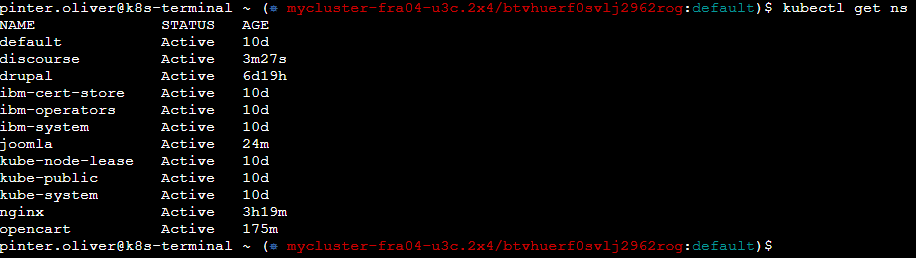 pinter.oliver@k8s-terminal ~ (⎈ mycluster-fra04-u3c.2x4/btvhuerf0svlj2962rog:default)$ kubectl get ns
NAME STATUS AGE
default Active 10d
discourse Active 3m27s
drupal Active 6d19h
ibm-cert-store Active 10d
ibm-operators Active 10d
ibm-system Active 10d
joomla Active 24m
kube-node-lease Active 10d
kube-public Active 10d
kube-system Active 10d
nginx Active 3h19m
opencart Active 175m
pinter.oliver@k8s-terminal ~ (⎈ mycluster-fra04-u3c.2x4/btvhuerf0svlj2962rog:default)$